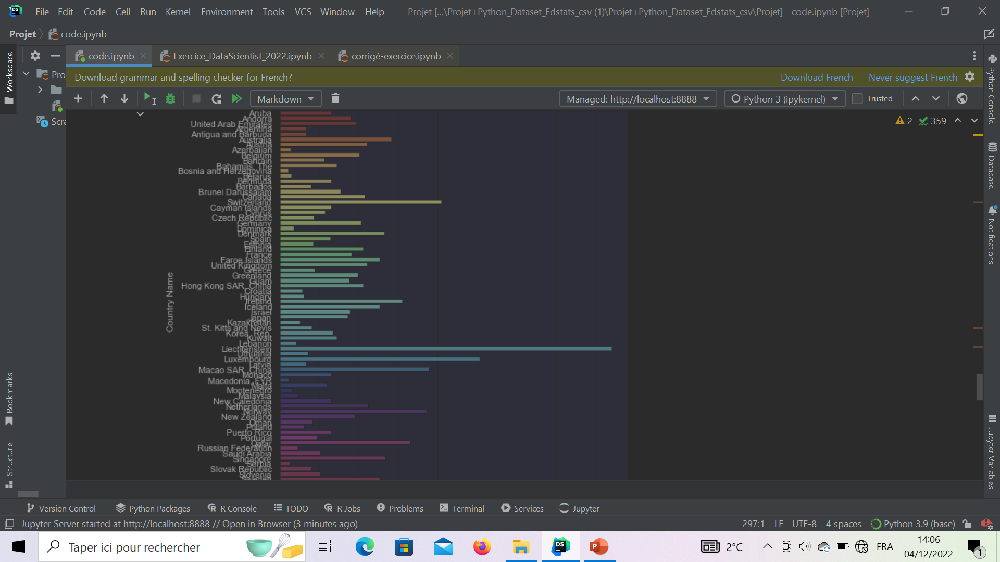 File Edit Code Cell Run Kernel Environment Tools VCS Window Help Projet [...\Projet+Python_Dataset_Edstats_csv (1)\Projet+Python_Dataset_Edstats_csv\Projet] - code.ipynb [Projet]
Projet code.ipynb
code.ipynb Exercice_DataScientist_2022.ipynb corrigé-exercice.ipynb
Download grammar and spelling checker for French? Download French Never suggest French
Markdown Managed: http://localhost:8888 Python 3 (ipykernel) Trusted
Workspace
Proj
Scra
Bookmarks
Structure
2 359
Country Name
Aruba
Andorra
United Arab Emirates
Argentina
Antigua and Barbuda
Australia
Austria
Azerbaijan
Belgium
Bahrain
Bahamas, The
Bosnia and Herzegovina
Belarus
Bermuda
Barbados
Brunei Darussalam
Canada
Switzerland
Cayman Islands
Cyprus
Czech Republic
Germany
Dominica
Denmark
Spain
Estonia
Finland
France
Faroe Islands
United Kingdom
Greece
Greenland
Guam
Hong Kong SAR, China
Croatia
Hungary
Ireland
Iceland
Israel
Japan
Kazakhstan
St. Kitts and Nevis
Korea, Rep.
Kuwait
Lebanon
Liechtenstein
Lithuania
Luxembourg
Latvia
Macao SAR, China
Monaco
Macedonia, FYR
Malta
Montenegro
Malaysia
New Caledonia
Netherlands
Norway
New Zealand
Oman
Poland
Puerto Rico
Portugal
Qatar
Russian Federation
Saudi Arabia
Singapore
Serbia
Slovak Republic
Slovenia
Sweden
Python Console
Database
Notifications
Jupyter Variables
Version Control Python Packages R Console TODO R Jobs Problems Terminal Services Jupyter
Jupyter Server started at http://localhost:8888 // Open in Browser (3 minutes ago) 297:1 LF UTF-8 4 spaces Python 3.9 (base)
Taper ici pour rechercher 2°C FRA 14:06
04/12/2022
1